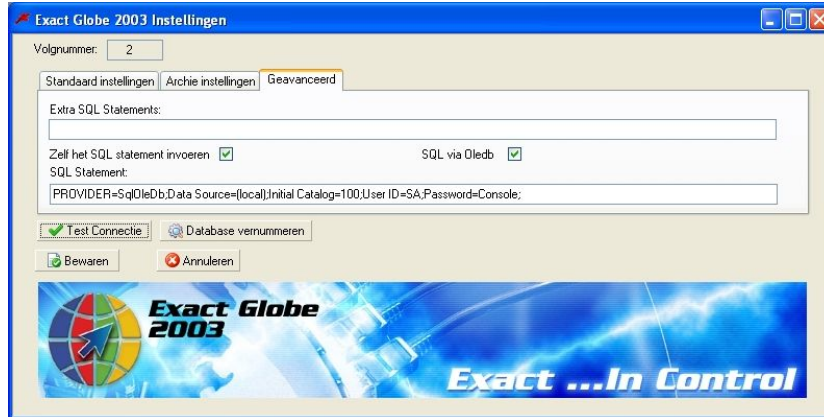 Exact Globe 2003 Instellingen
Volgnummer: 2
Standaard instellingen Archie instellingen Geavanceerd
Extra SQL Statements:
Zelf het SQL statement invoeren SQL via Oledb
SQL Statement:
PROVIDER=SqlOleDb;Data Source=(local);Initial Catalog=100;User ID=SA;Password=Console;
Test Connectie Database vernummeren
Bewaren Annuleren
Exact Globe
2003
Exact ...In Control